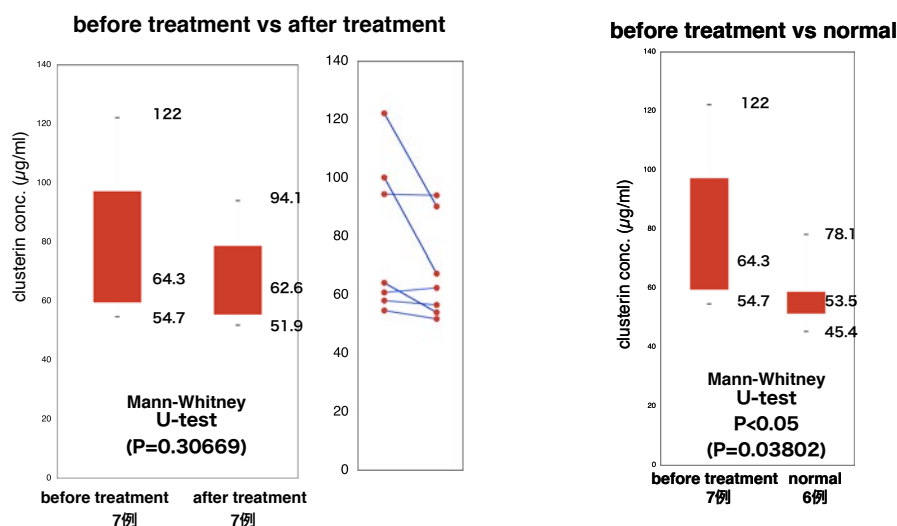 before treatment vs after treatment
clusterin conc. (µg/ml)
140
120
100
80
60
40
20
0
122
64.3
54.7
94.1
62.6
51.9
Mann-Whitney
U-test
(P=0.30669)
before treatment
7例
after treatment
7例
140
120
100
80
60
40
20
0
before treatment vs normal
clusterin conc. (µg/ml)
140
120
100
80
60
40
20
0
122
64.3
54.7
78.1
53.5
45.4
Mann-Whitney
U-test
P<0.05
(P=0.03802)
before treatment
7例
normal
6例